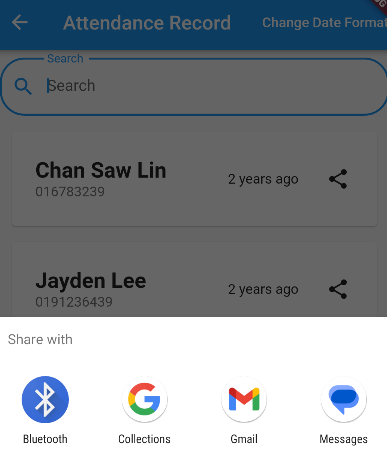 Attendance Record
Change Date Format
Search
Search
Chan Saw Lin
016783239
2 years ago
Jayden Lee
0191236439
2 years ago
Share with
Bluetooth
Collections
Gmail
Messages